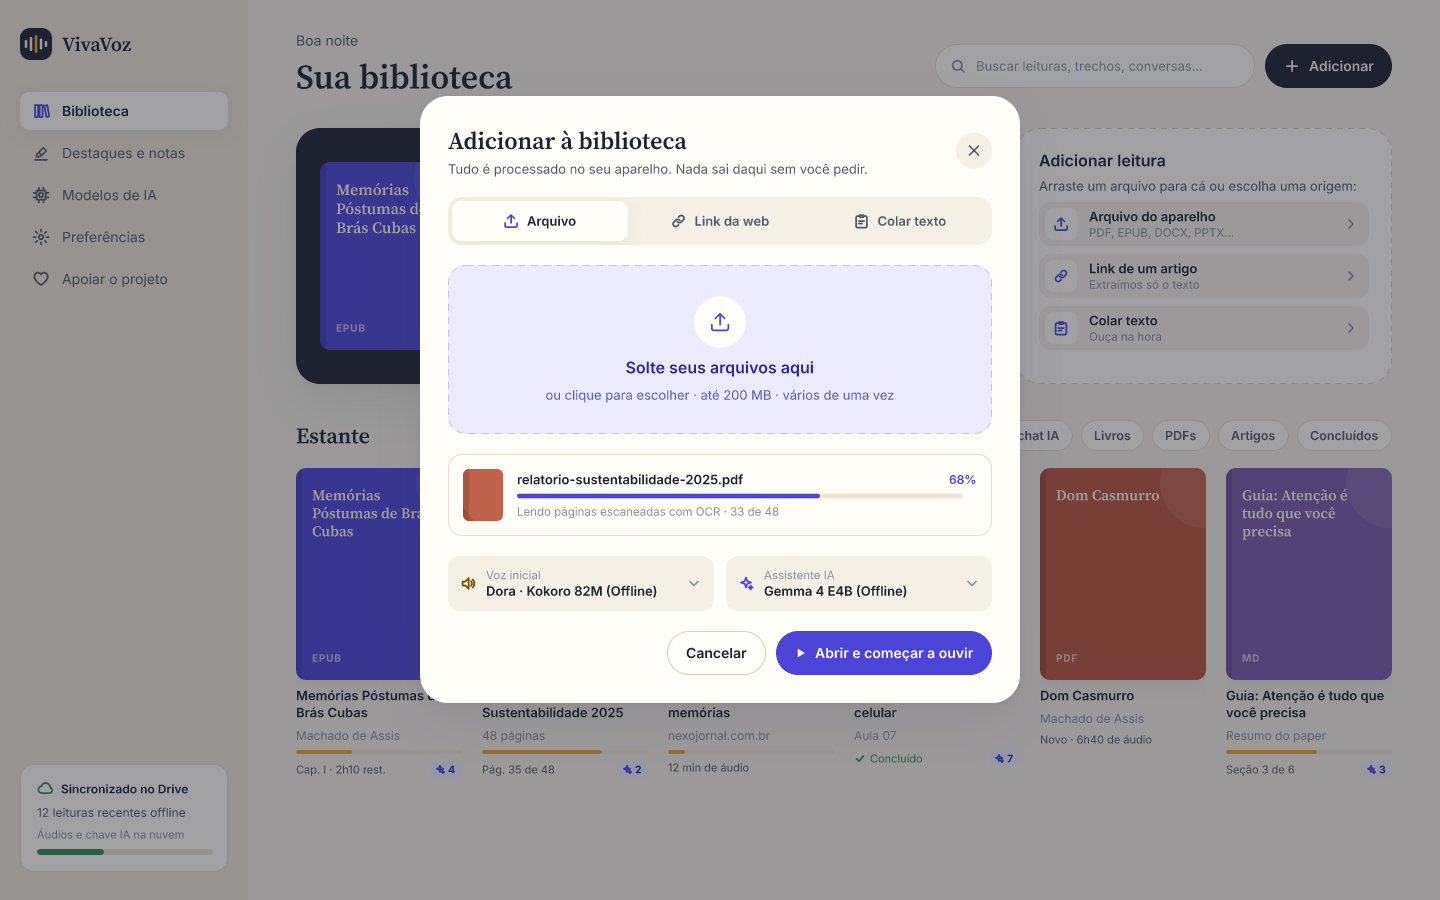 VivaVoz
Biblioteca
Destaques e notas
Modelos de IA
Preferências
Apoiar o projeto
Sincronizado no Drive
12 leituras recentes offline
Áudios e chave IA na nuvem
Boa noite
Sua biblioteca
Buscar leituras, trechos, conversas...
Adicionar
Memórias
Póstumas d
Brás Cubas
EPUB
Adicionar à biblioteca
Tudo é processado no seu aparelho. Nada sai daqui sem você pedir.
Arquivo
Link da web
Colar texto
Solte seus arquivos aqui
ou clique para escolher · até 200 MB · vários de uma vez
relatorio-sustentabilidade-2025.pdf
68%
Lendo páginas escaneadas com OCR · 33 de 48
Voz inicial
Dora · Kokoro 82M (Offline)
Assistente IA
Gemma 4 E4B (Offline)
Cancelar
Abrir e começar a ouvir
Adicionar leitura
Arraste um arquivo para cá ou escolha uma origem:
Arquivo do aparelho
PDF, EPUB, DOCX, PPTX...
Link de um artigo
Extraímos só o texto
Colar texto
Ouça na hora
Estante
chat IA
Livros
PDFs
Artigos
Concluídos
Memórias
Póstumas de Brá
Cubas
EPUB
Memórias Póstumas
Brás Cubas
Machado de Assis
Cap. I · 2h10 rest.
4
Sustentabilidade 2025
48 páginas
Pág. 35 de 48
2
memórias
nexojornal.com.br
12 min de áudio
celular
Aula 07
Concluído
7
Dom Casmurro
PDF
Dom Casmurro
Machado de Assis
Novo · 6h40 de áudio
Guia: Atenção é
tudo que você
precisa
MD
Guia: Atenção é tudo que
você precisa
Resumo do paper
Seção 3 de 6
3